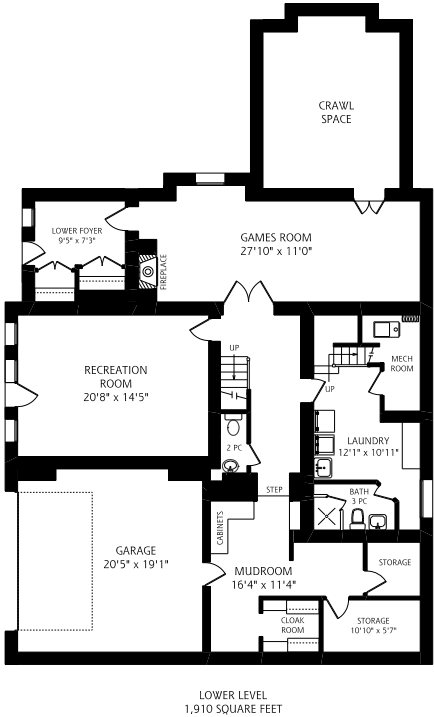 CRAWL
SPACE
LOWER FOYER
9'5" x 7'3"
GAMES ROOM
27'10" x 11'0"
FIREPLACE
RECREATION
ROOM
20'8" x 14'5"
UP
MECH
ROOM
UP
2 PC
LAUNDRY
12'1" x 10'11"
BATH
3 PC
STEP
CABINETS
GARAGE
20'5" x 19'1"
MUDROOM
16'4" x 11'4"
STORAGE
CLOAK
ROOM
STORAGE
10'10" x 5'7"
LOWER LEVEL
1,910 SQUARE FEET